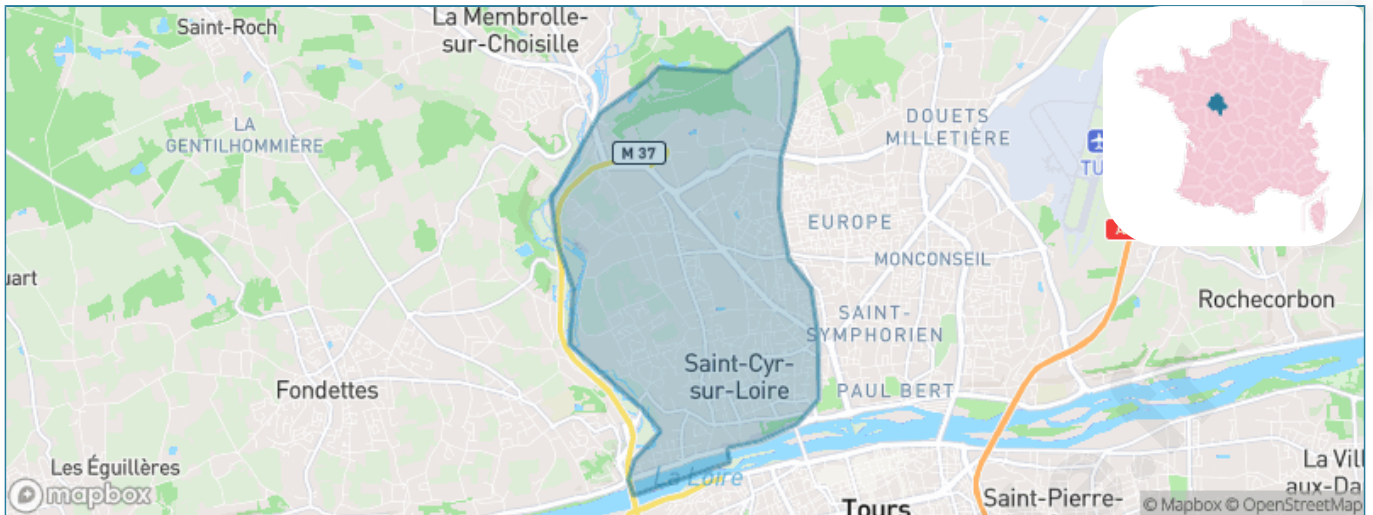 Saint-Roch
La Membrolle-
sur-Choisille
LA
GENTILHOMMIÈRE
M 37
DOUETS
MILLETIÈRE
TU
A
EUROPE
MONCONSEIL
uart
Rochecorbon
SAINT-
SYMPHORIEN
Saint-Cyr-
sur-Loire
Fondettes
PAUL BERT
Les Éguillères
La Loire
La Vill
aux-Da
mapbox
Tours
Saint-Pierre-
© Mapbox © OpenStreetMap